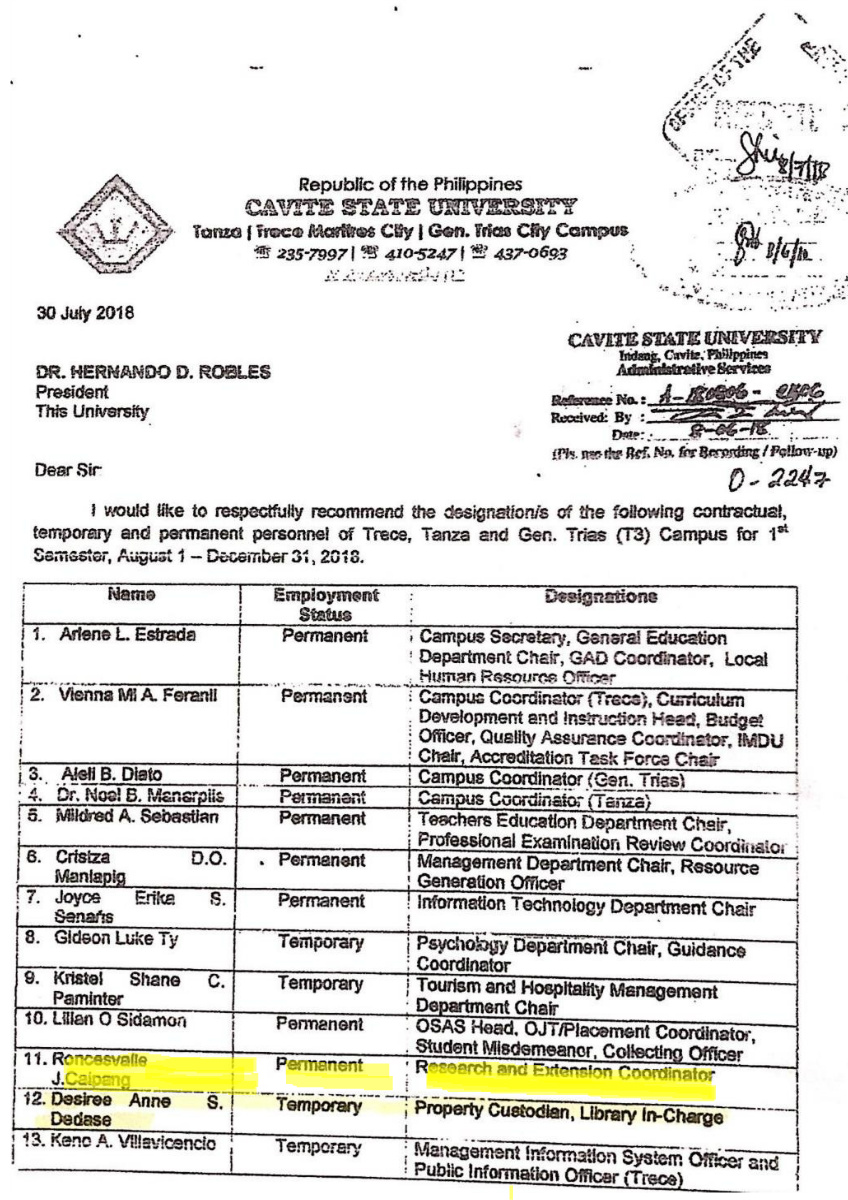 OFFICE OF THE
8/7/18
8/6/18
Republic of the Philippines
CAVITE STATE UNIVERSITY
Tanza | Trece Martires City | Gen. Trias City Campus
☎ 235-7997| ☎ 410-5247| ☎ 437-0693
30 July 2018
CAVITE STATE UNIVERSITY
Indang, Cavite, Philippines
Administrative Services
Reference No. : A-180806-
Received: By :
Date: 8-06-18
(Pls. use the Ref. No. for Recording / Follow-up)
O-2247
DR. HERNANDO D. ROBLES
President
This University
Dear Sir:
I would like to respectfully recommend the designation/s of the following contractual,
temporary and permanent personnel of Trece, Tanza and Gen. Trias (T3) Campus for 1st
Semester, August 1 – December 31, 2018.
Name Employment Status Designations
1. Arlene L. Estrada Permanent Campus Secretary, General Education
Department Chair, GAD Coordinator, Local
Human Resource Officer
2. Vienna Mi A. Feranil Permanent Campus Coordinator (Trece), Curriculum
Development and Instruction Head, Budget
Officer, Quality Assurance Coordinator, IMDU
Chair, Accreditation Task Force Chair
3. Aleli B. Diato Permanent Campus Coordinator (Gen. Trias)
4. Dr. Noel B. Manarpiis Permanent Campus Coordinator (Tanza)
5. Mildred A. Sebastian Permanent Teachers Education Department Chair,
Professional Examination Review Coordinator
6. Cristza D.O. Permanent Management Department Chair, Resource
Manlapig Generation Officer
7. Joyce Erika S. Permanent Information Technology Department Chair
Senaris
8. Gideon Luke Ty Temporary Psychology Department Chair, Guidance
Coordinator
9. Kristel Shane C. Temporary Tourism and Hospitality Management
Paminter Department Chair
10. Lilian O Sidamon Permanent OSAS Head, OJT/Placement Coordinator,
Student Misdemeanor, Collecting Officer
11. Roncesvalle Permanent Research and Extension Coordinator
J.Caipang
12. Desiree Anne S. Temporary Property Custodian, Library In-Charge
Dedase
13. Keno A. Villavicencio Temporary Management Information System Officer and
Public Information Officer (Trece)